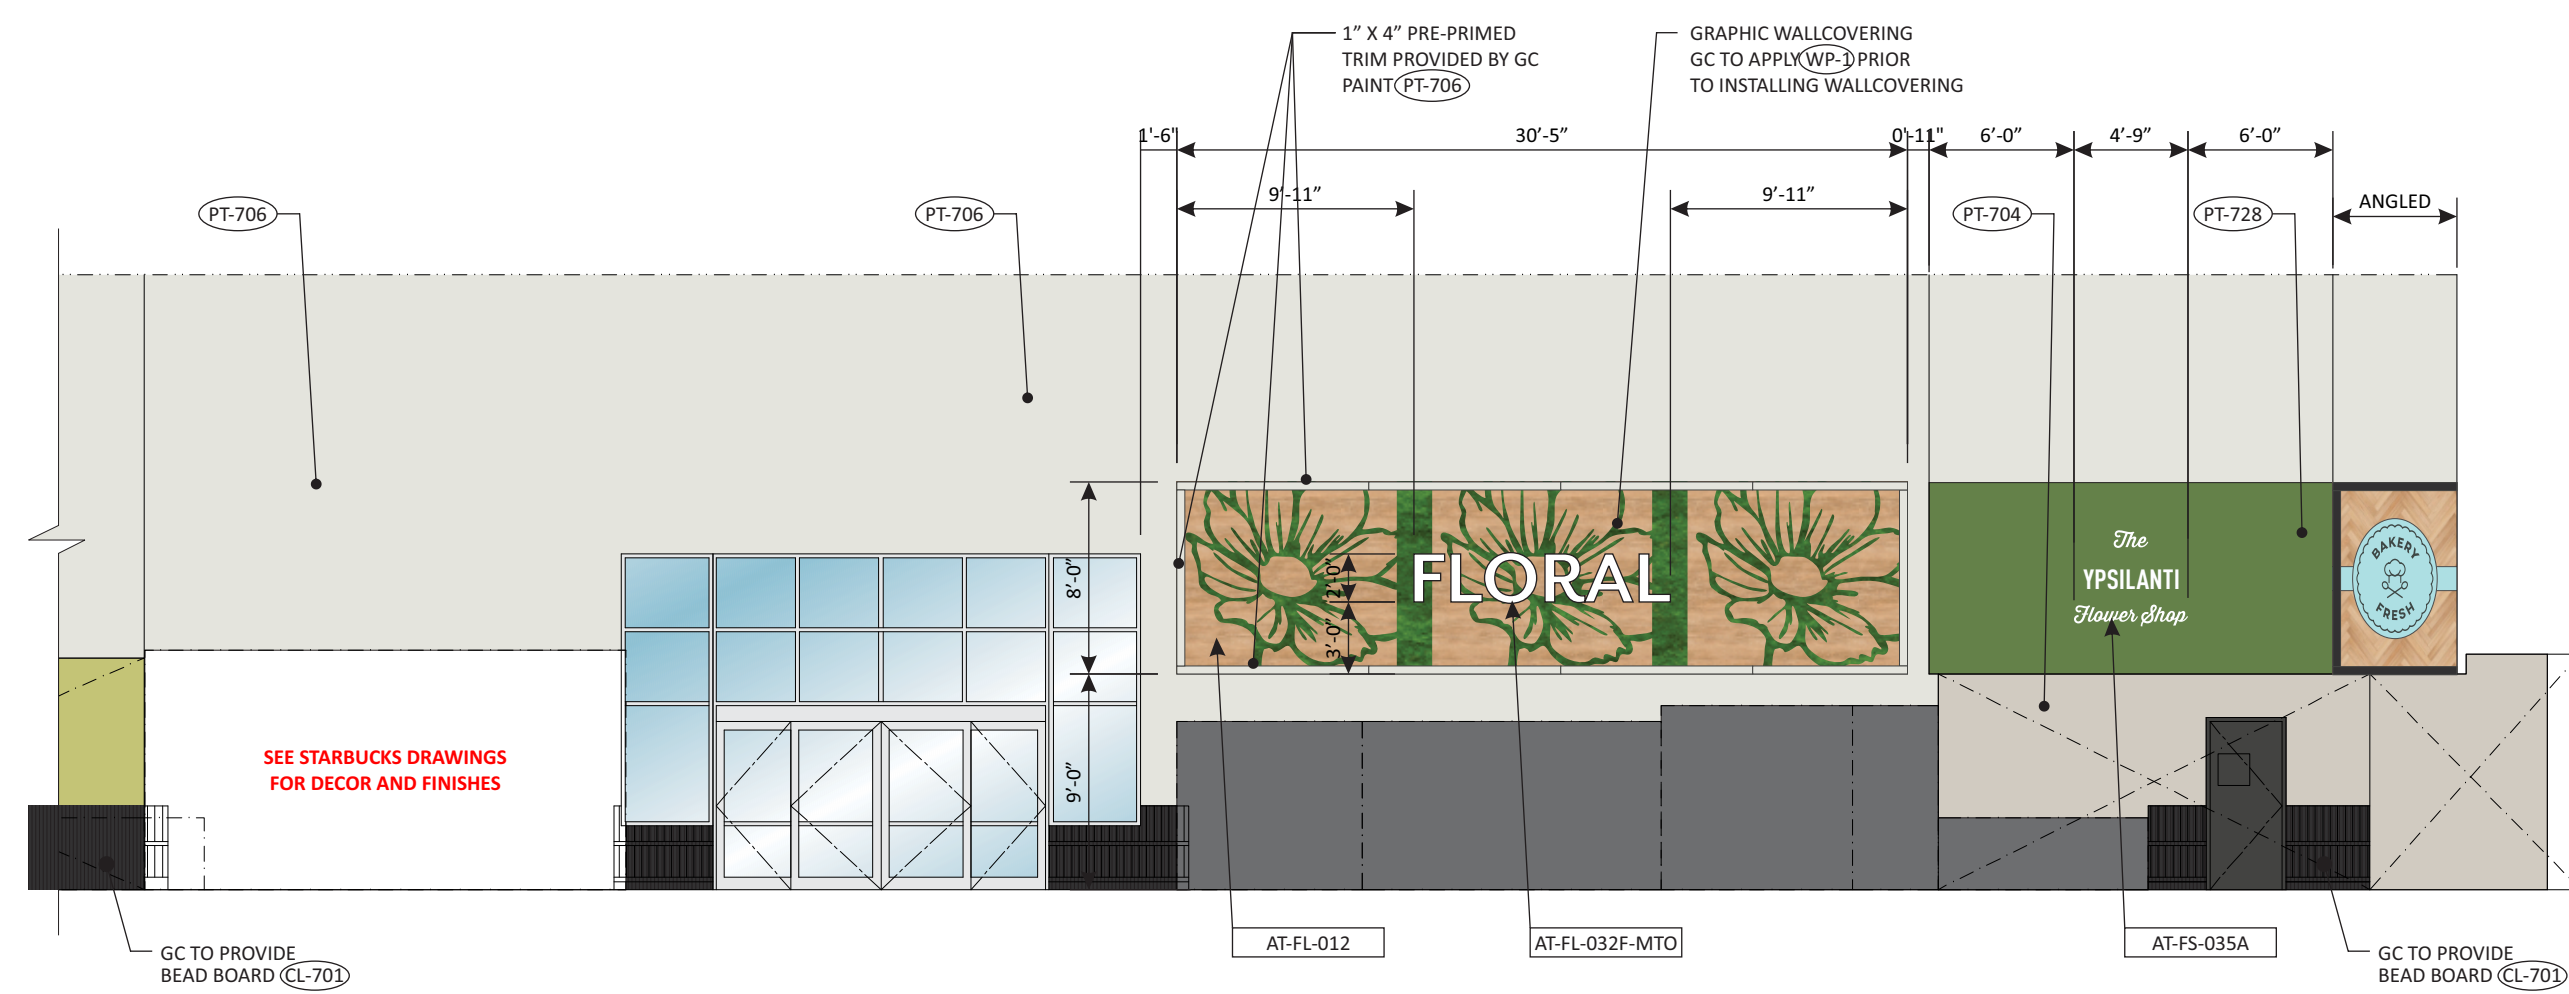 1” X 4” PRE-PRIMED
TRIM PROVIDED BY GC
PAINT PT-706
GRAPHIC WALLCOVERING
GC TO APPLY WP-1 PRIOR
TO INSTALLING WALLCOVERING
1'-6"
30’-5”
0'-11"
6’-0”
4’-9”
6’-0”
9’-11”
9’-11”
ANGLED
PT-706
PT-706
PT-704
PT-728
8’-0”
2’-0”
3’-0”
9’-0”
FLORAL
The
YPSILANTI
Flower Shop
BAKERY
FRESH
SEE STARBUCKS DRAWINGS
FOR DECOR AND FINISHES
GC TO PROVIDE
BEAD BOARD CL-701
AT-FL-012
AT-FL-032F-MTO
AT-FS-035A
GC TO PROVIDE
BEAD BOARD CL-701